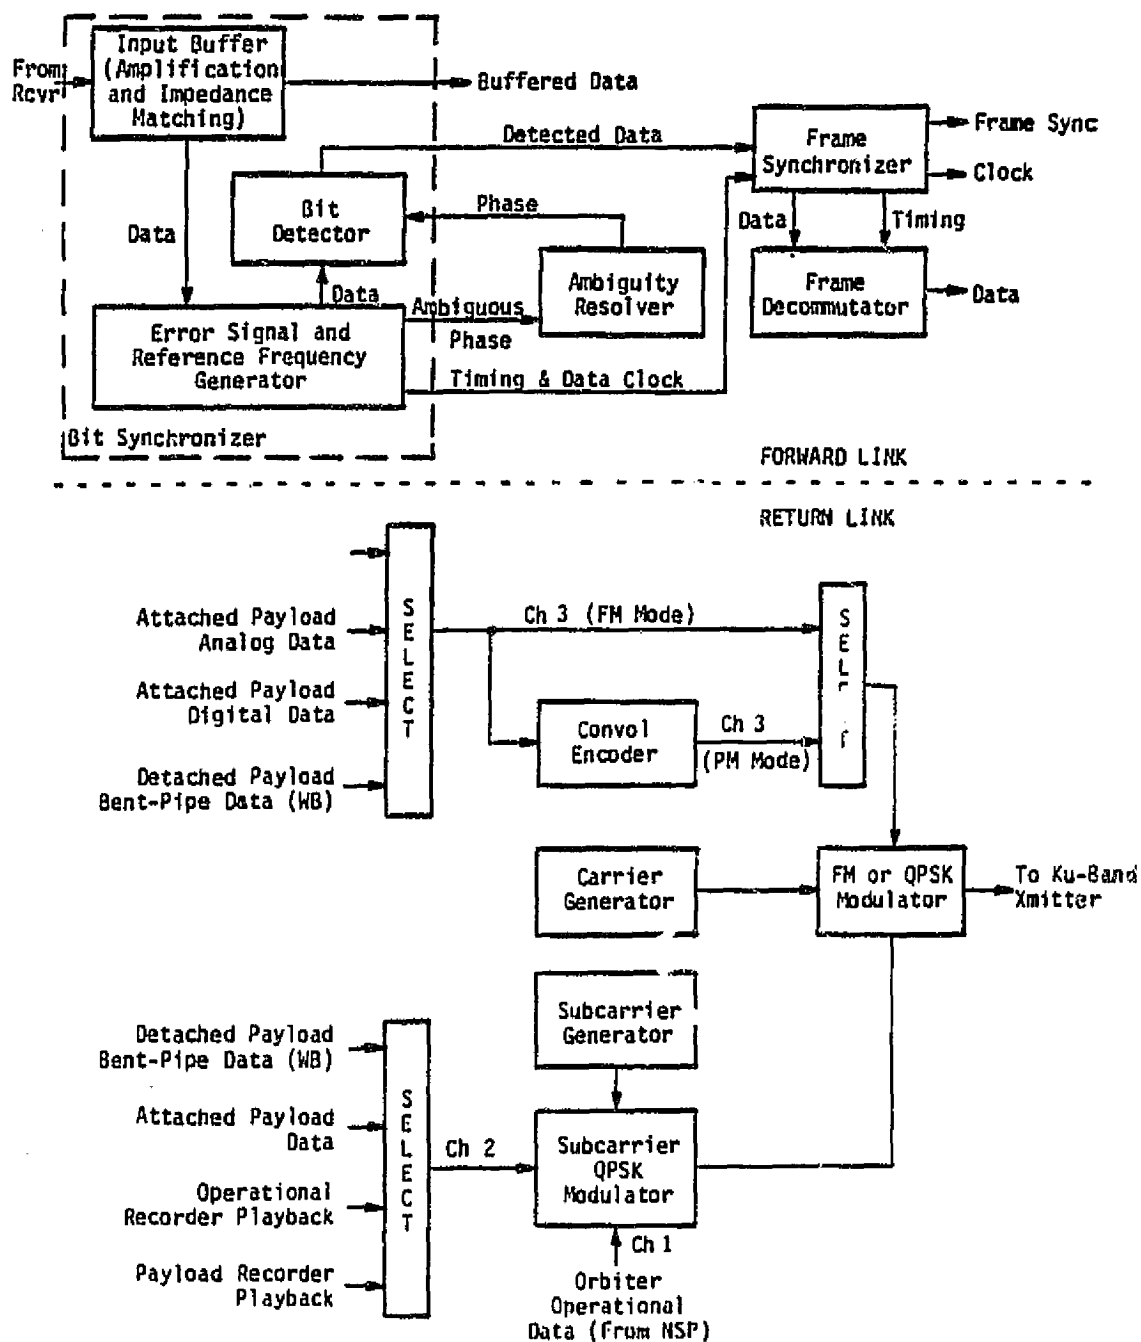 Input Buffer
(Amplification
and Impedance
Matching)
From
Rcvr
Buffered Data
Detected Data
Frame
Synchronizer
Frame Sync
Clock
Bit
Detector
Phase
Data
Data
Timing
Data
Ambiguous
Phase
Ambiguity
Resolver
Frame
Decommutator
Data
Error Signal and
Reference Frequency
Generator
Timing & Data Clock
Bit Synchronizer
FORWARD LINK
RETURN LINK
Attached Payload
Analog Data
Attached Payload
Digital Data
Detached Payload
Bent-Pipe Data (WB)
SELECT
Ch 3 (FM Mode)
Convol
Encoder
Ch 3
(PM Mode)
Carrier
Generator
FM or QPSK
Modulator
To Ku-Band
Xmitter
Subcarrier
Generator
Detached Payload
Bent-Pipe Data (WB)
Attached Payload
Data
Operational
Recorder Playback
Payload Recorder
Playback
SELECT
Ch 2
Subcarrier
QPSK
Modulator
Ch 1
Orbiter
Operational
Data (From NSP)